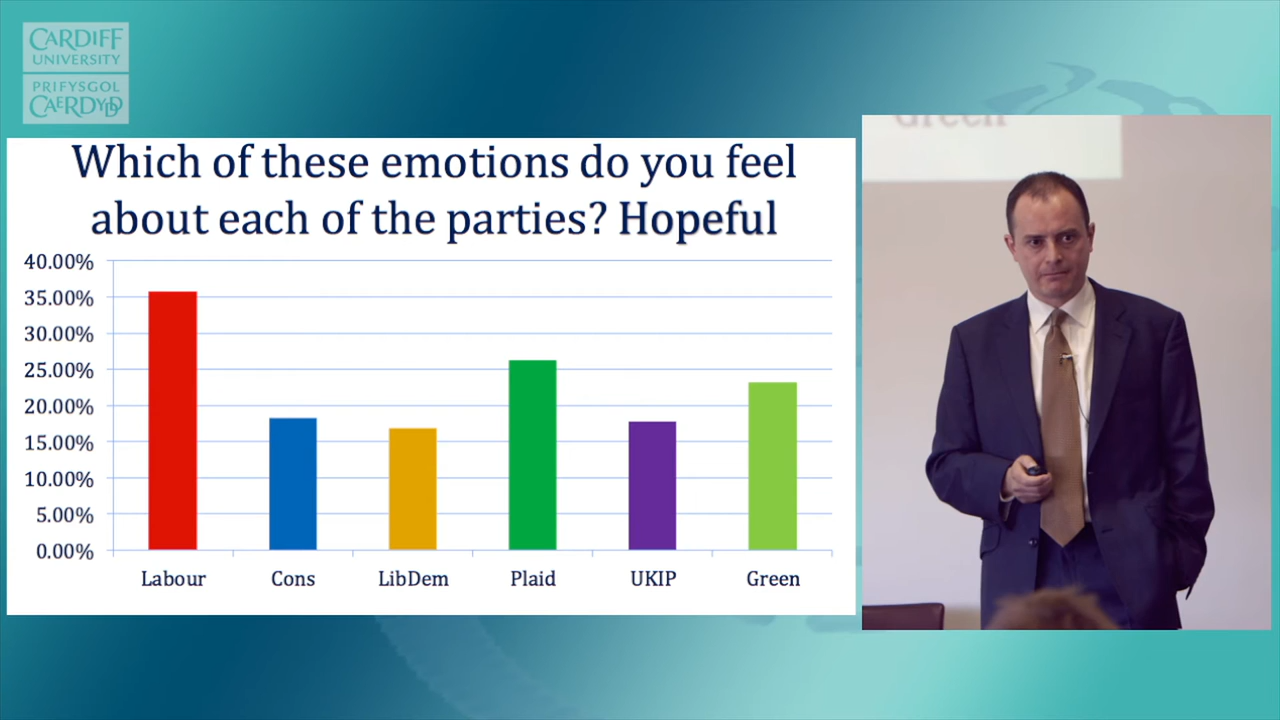 CARDIFF
UNIVERSITY
PRIFYSGOL
CAERDYDD
Which of these emotions do you feel
about each of the parties? Hopeful
40.00%
35.00%
30.00%
25.00%
20.00%
15.00%
10.00%
5.00%
0.00%
Labour
Cons
LibDem
Plaid
UKIP
Green
Green